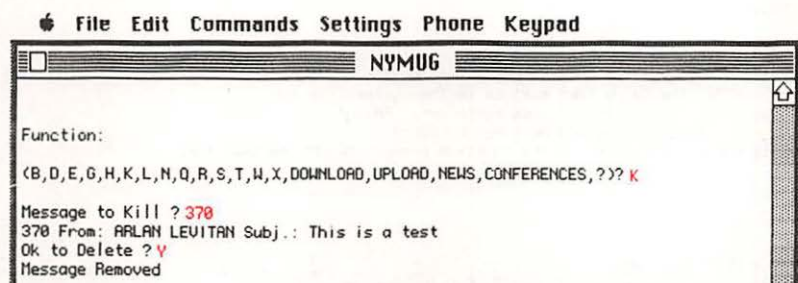 File Edit Commands Settings Phone Keypad
NYMUG
Function:
(B,D,E,G,H,K,L,N,Q,R,S,T,W,X,DOWNLOAD,UPLOAD,NEWS,CONFERENCES,?)? K
Message to Kill ? 370
370 From: ARLAN LEVITAN Subj.: This is a test
Ok to Delete ? Y
Message Removed